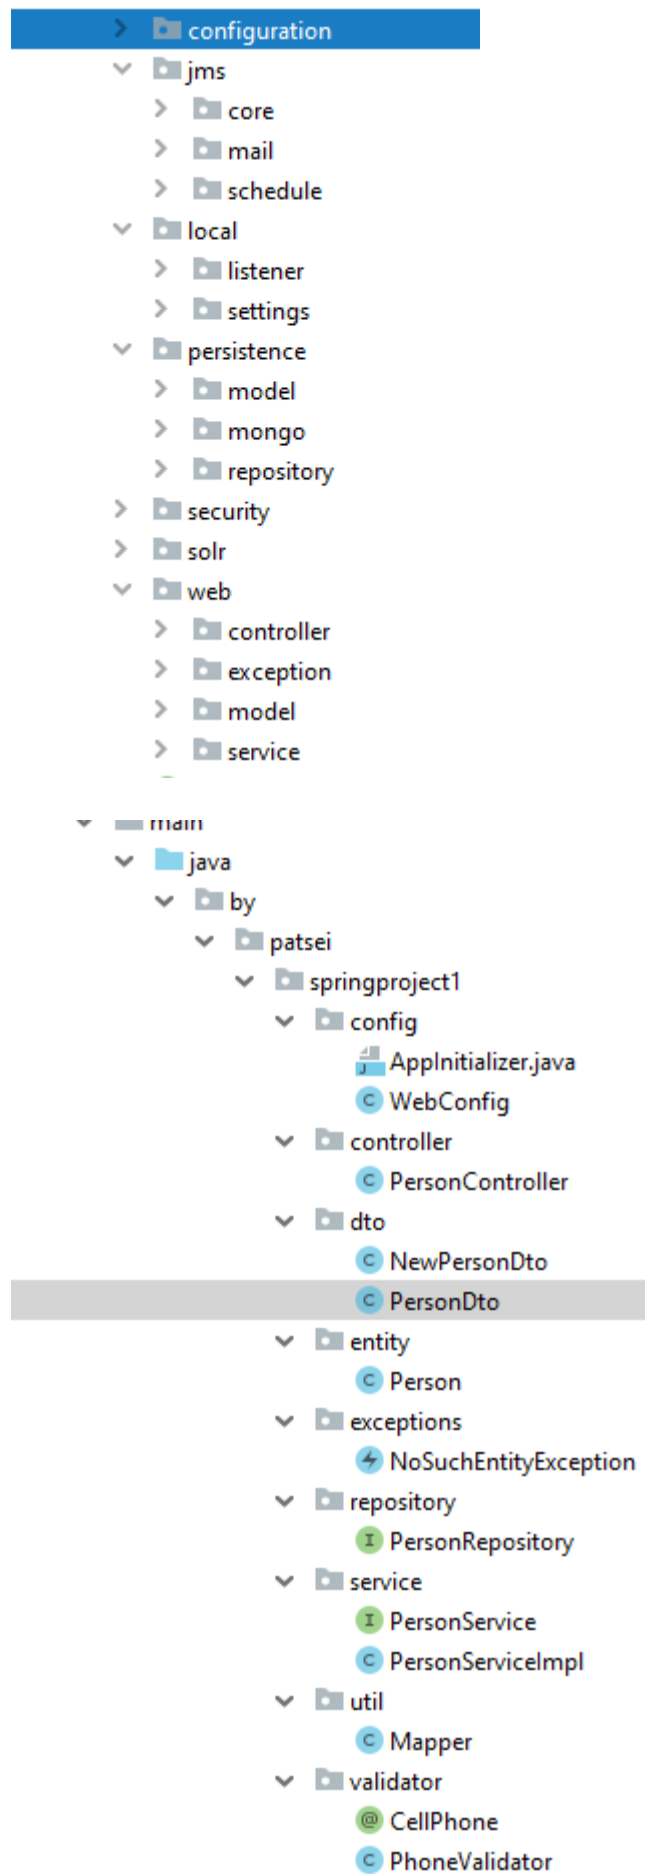 configuration
jms
core
mail
schedule
local
listener
settings
persistence
model
mongo
repository
security
solr
web
controller
exception
model
service
main
java
by
patsei
springproject1
config
AppInitializer.java
WebConfig
controller
PersonController
dto
NewPersonDto
PersonDto
entity
Person
exceptions
NoSuchEntityException
repository
PersonRepository
service
PersonService
PersonServiceImpl
util
Mapper
validator
CellPhone
PhoneValidator